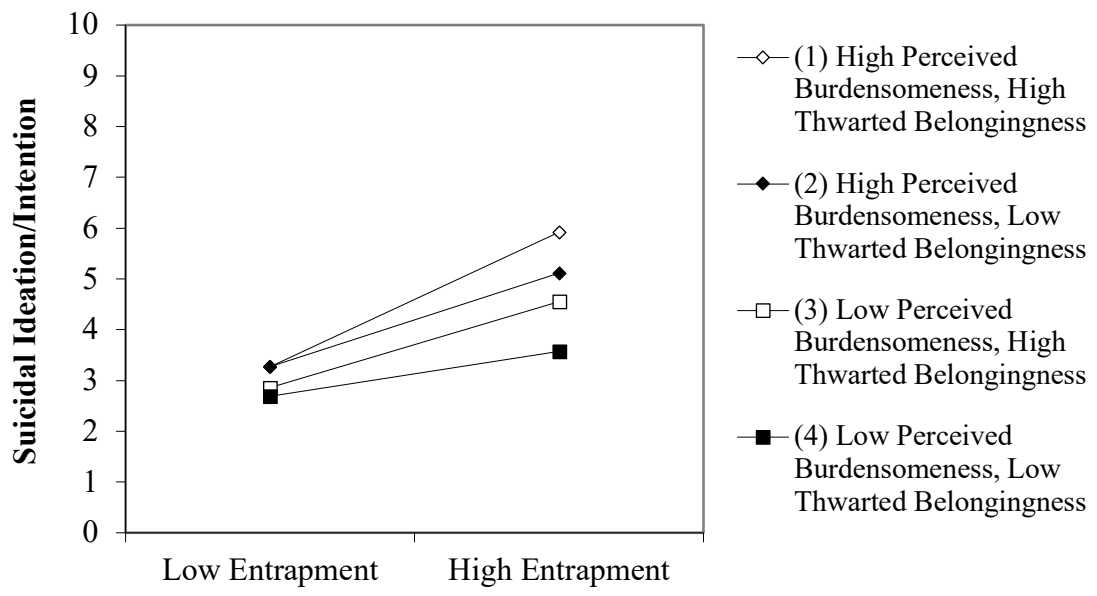 10
9
8
7
6
5
4
3
2
1
0
Suicidal Ideation/Intention
Low Entrapment
High Entrapment
(1) High Perceived
Burdensomeness, High
Thwarted Belongingness
(2) High Perceived
Burdensomeness, Low
Thwarted Belongingness
(3) Low Perceived
Burdensomeness, High
Thwarted Belongingness
(4) Low Perceived
Burdensomeness, Low
Thwarted Belongingness